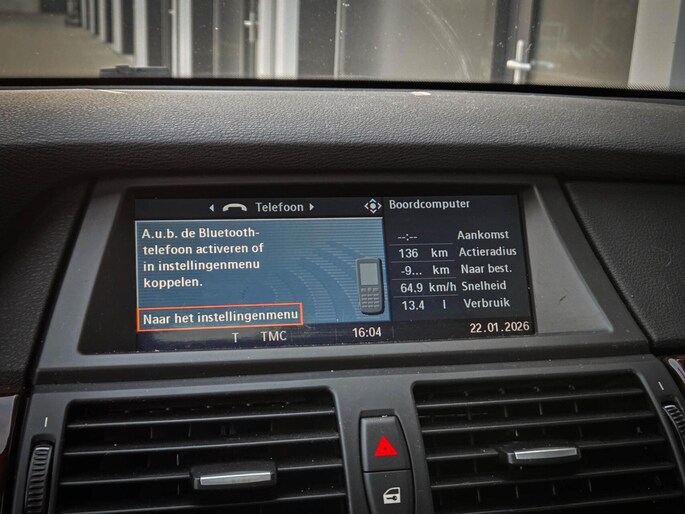 Telefoon
A.u.b. de Bluetooth-
telefoon activeren of
in instellingenmenu
koppelen.
Naar het instellingenmenu
T TMC 16:04
Boordcomputer
--:-- Aankomst
136 km Actieradius
-9... km Naar best.
64,9 km/h Snelheid
13.4 l Verbruik
22.01.2026